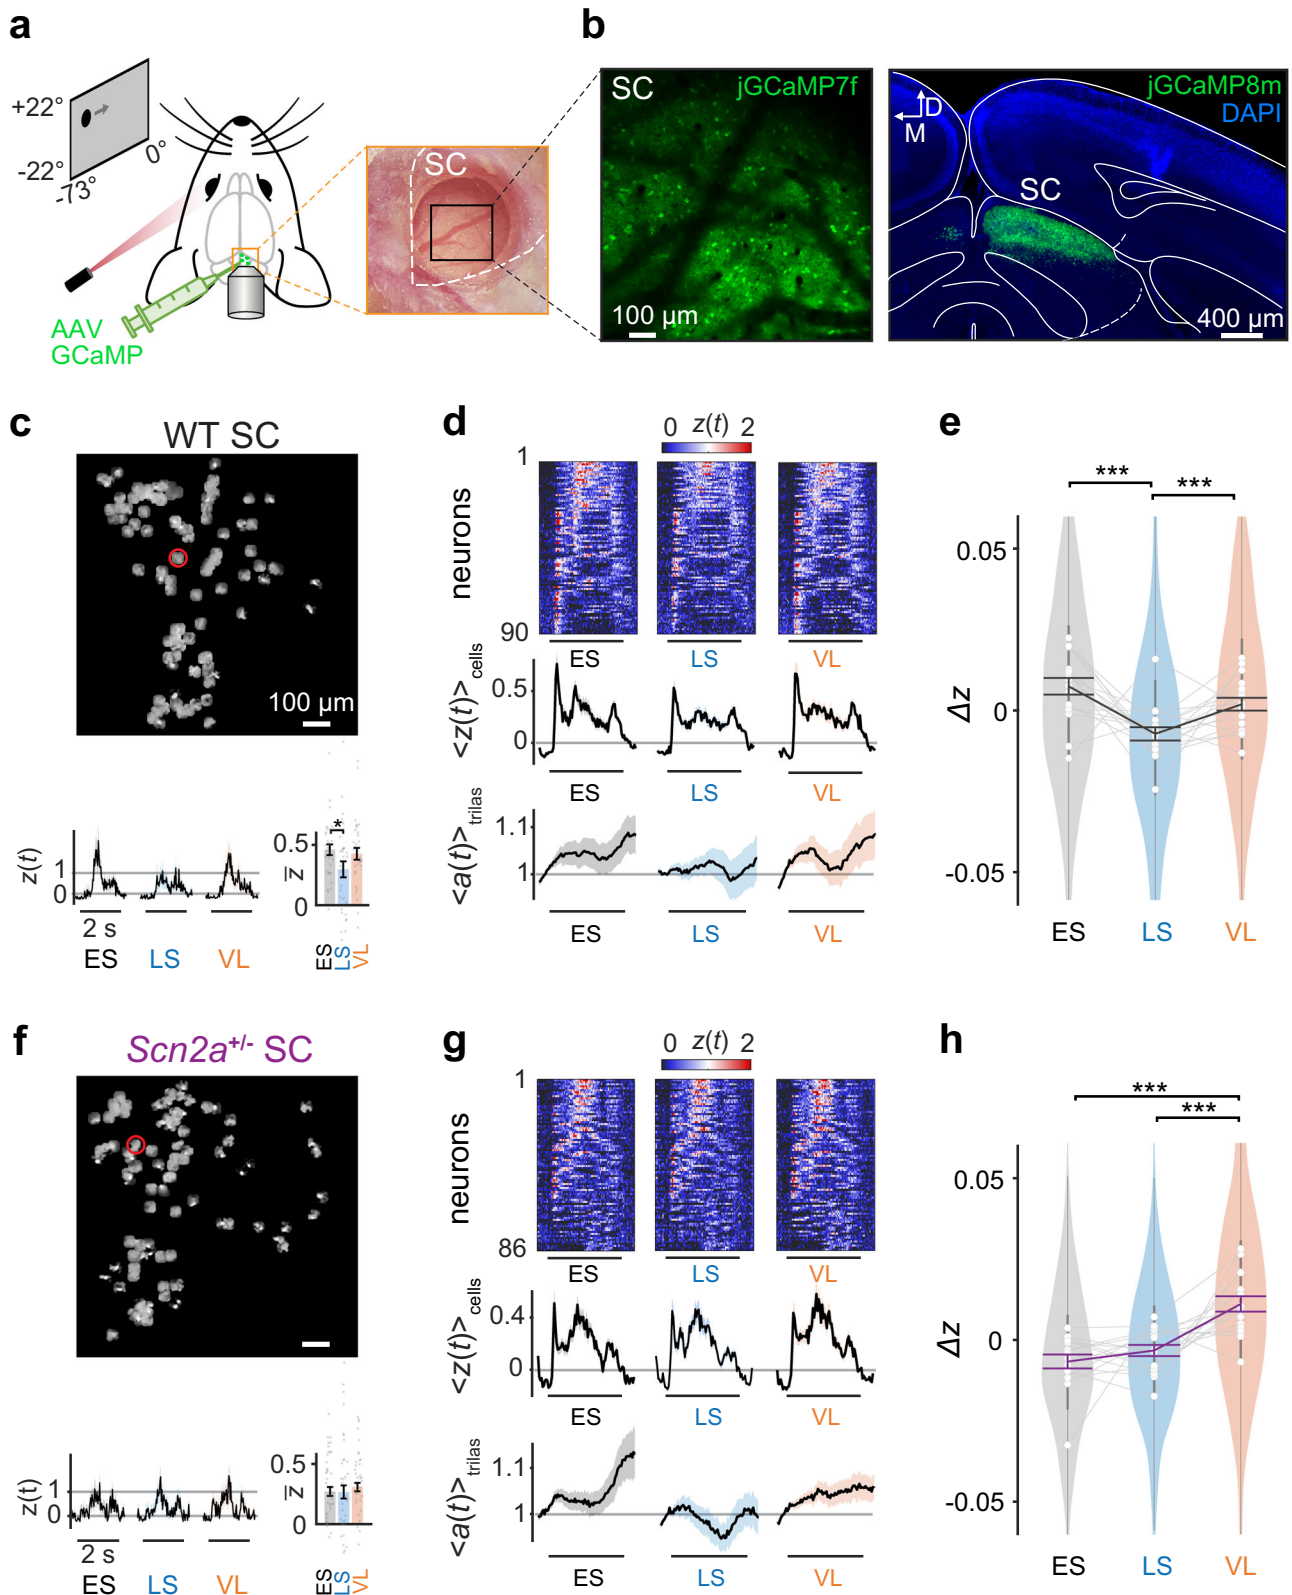 a
+22°
-22°
-73°
0°
AAV
GCaMP
SC
b
SC
jGCaMP7f
100 µm
jGCaMP8m
DAPI
D
M
SC
400 µm
c
WT SC
100 µm
z(t)
1
0
2 s
ES
LS
VL
z̅
0.5
0
*
ES
LS
VL
d
0 z(t) 2
neurons
1
90
ES
LS
VL
<z(t)>cells
0.5
0
ES
LS
VL
<a(t)>trilas
1.1
1
ES
LS
VL
e
***
***
Δz
0.05
0
-0.05
ES
LS
VL
f
Scn2a+/- SC
z(t)
1
0
2 s
ES
LS
VL
z̅
0.5
0
ES
LS
VL
g
0 z(t) 2
neurons
1
86
ES
LS
VL
<z(t)>cells
0.4
0
ES
LS
VL
<a(t)>trilas
1.1
1
ES
LS
VL
h
***
***
Δz
0.05
0
-0.05
ES
LS
VL